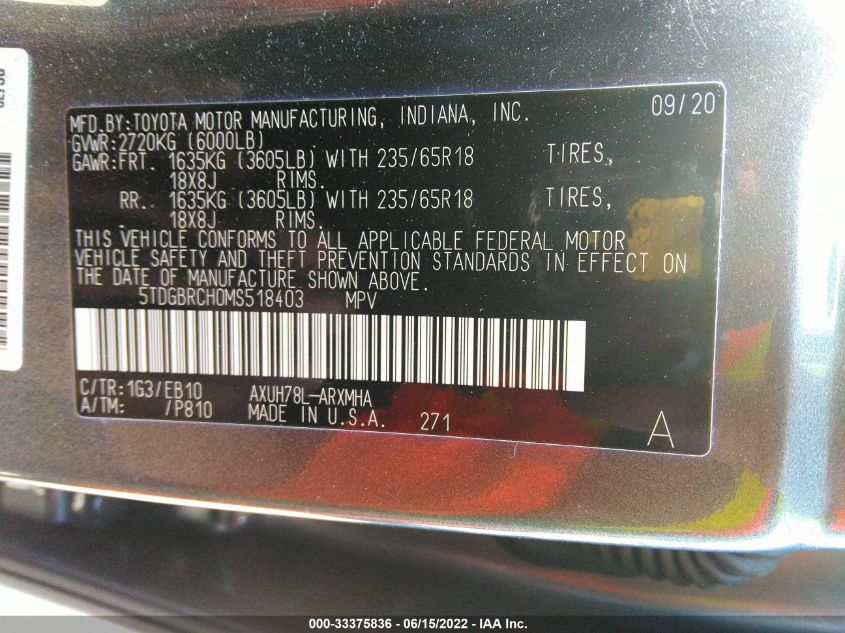 MFD.BY:TOYOTA MOTOR MANUFACTURING, INDIANA, INC. 09/20
GVWR:2720KG (6000LB)
GAWR:FRT. 1635KG (3605LB) WITH 235/65R18 TIRES,
18X8J RIMS.
RR. 1635KG (3605LB) WITH 235/65R18 TIRES,
18X8J RIMS.
THIS VEHICLE CONFORMS TO ALL APPLICABLE FEDERAL MOTOR
VEHICLE SAFETY AND THEFT PREVENTION STANDARDS IN EFFECT ON
THE DATE OF MANUFACTURE SHOWN ABOVE.
5TDGBRCH0MS518403 MPV
C/TR:1G3/EB10 AXUH78L-ARXMHA
A/TM: /P810 MADE IN U.S.A. 271 A
000-33375836 - 06/15/2022 - IAA Inc.